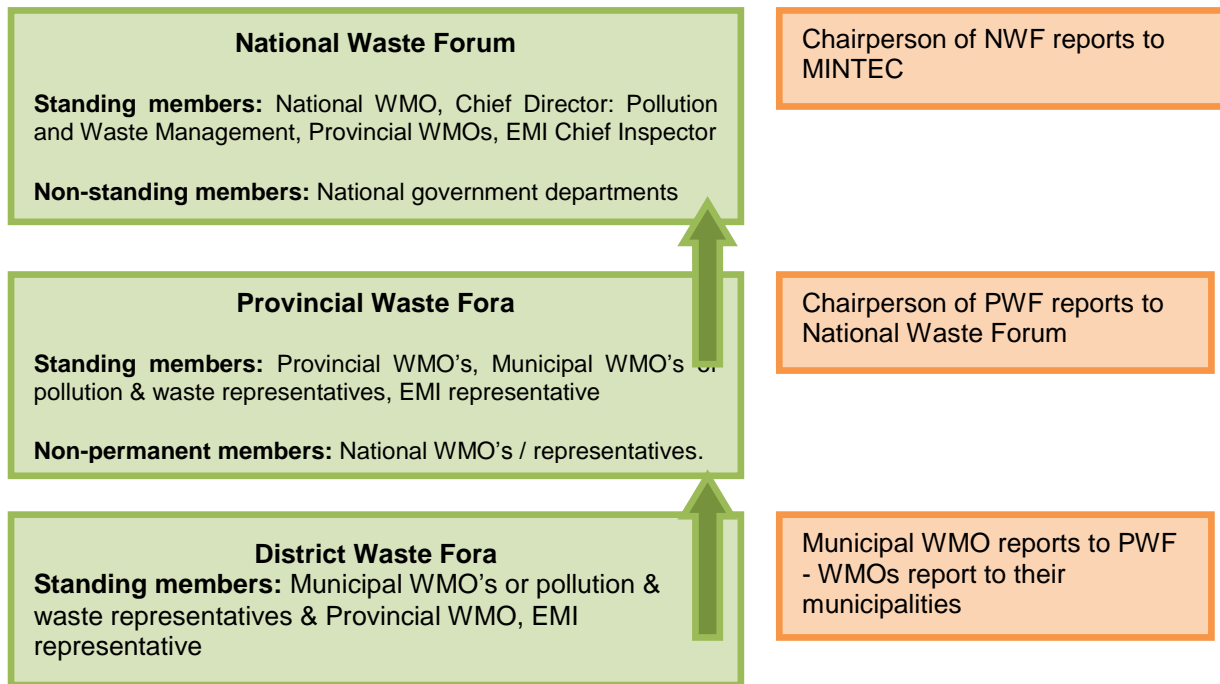 National Waste Forum
Standing members: National WMO, Chief Director: Pollution
and Waste Management, Provincial WMOs, EMI Chief Inspector
Non-standing members: National government departments
Chairperson of NWF reports to
MINTEC
Provincial Waste Fora
Standing members: Provincial WMO's, Municipal WMO's or
pollution & waste representatives, EMI representative
Non-permanent members: National WMO's / representatives.
Chairperson of PWF reports to
National Waste Forum
District Waste Fora
Standing members: Municipal WMO's or pollution &
waste representatives & Provincial WMO, EMI
representative
Municipal WMO reports to PWF
- WMOs report to their
municipalities